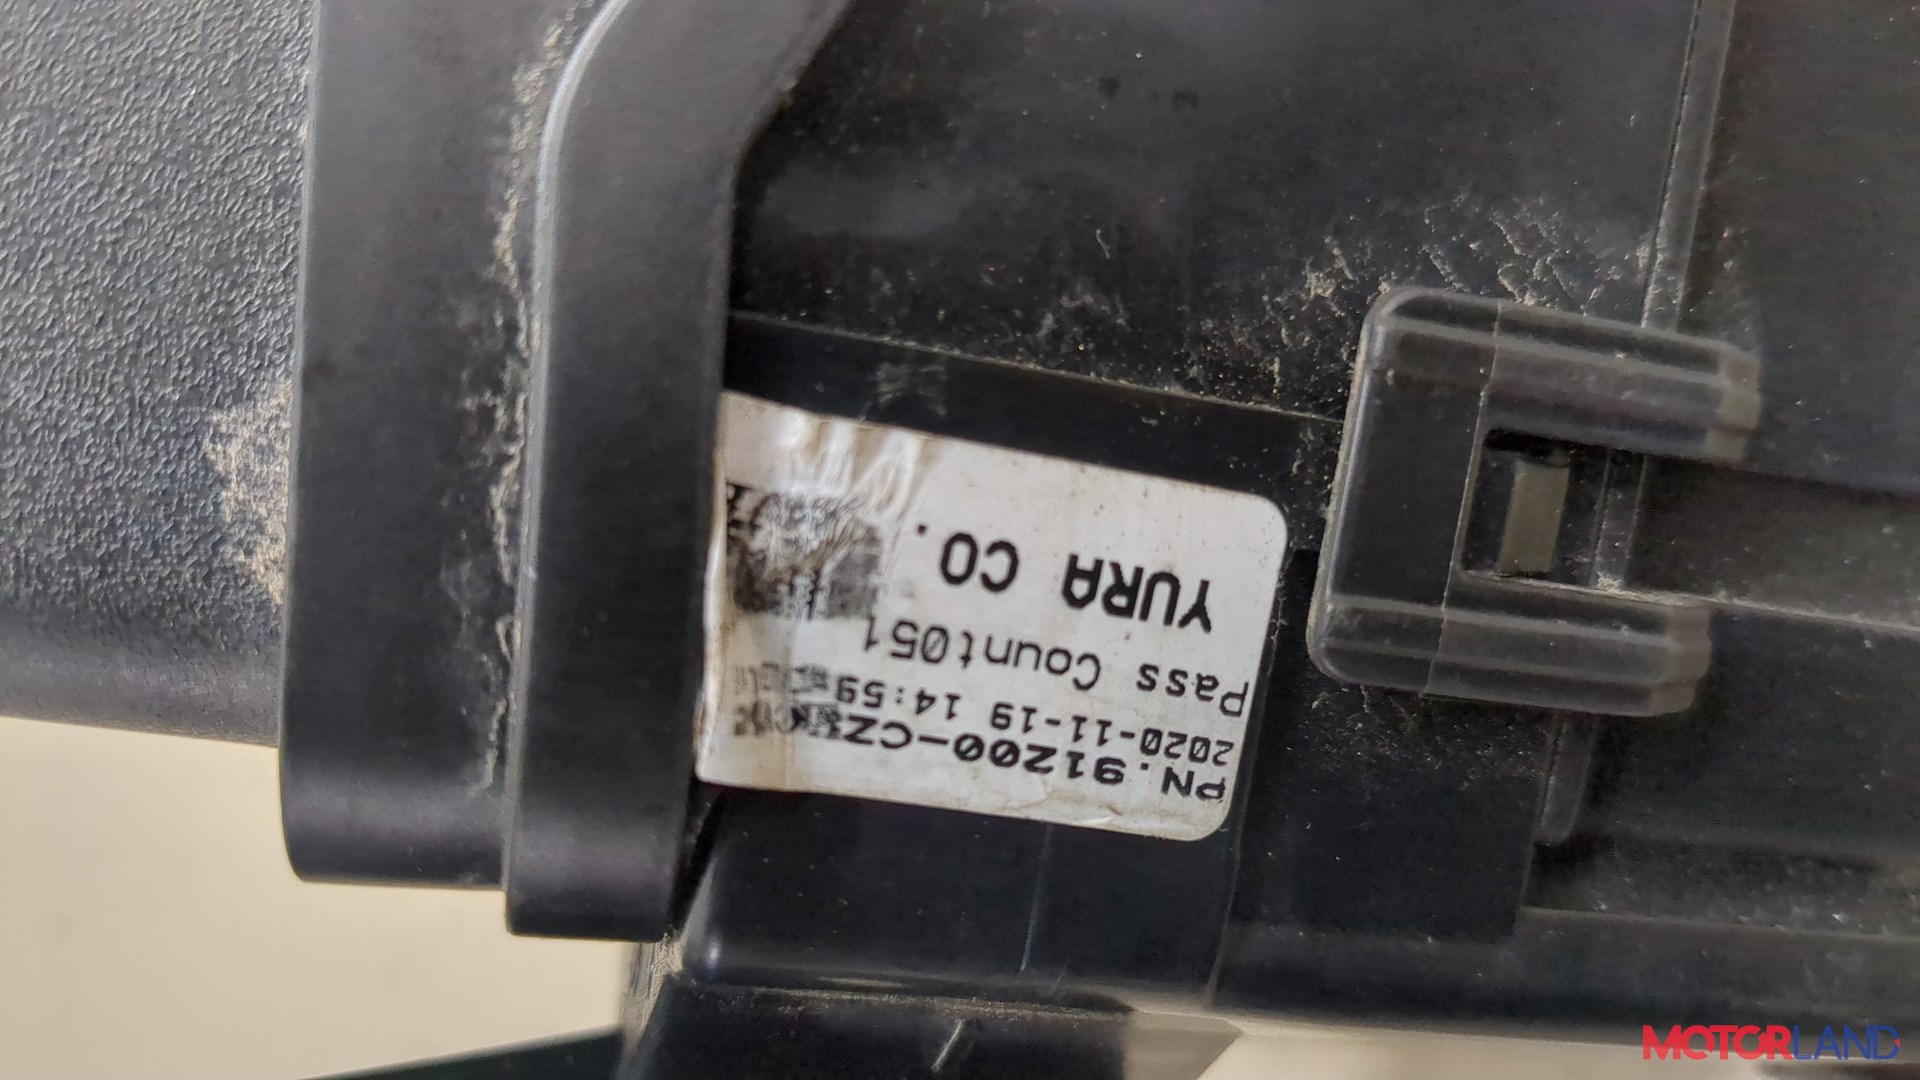 PN.91200-CZ
2020-11-19 14:59
Pass Count051
YURA CO.
MOTORLAND